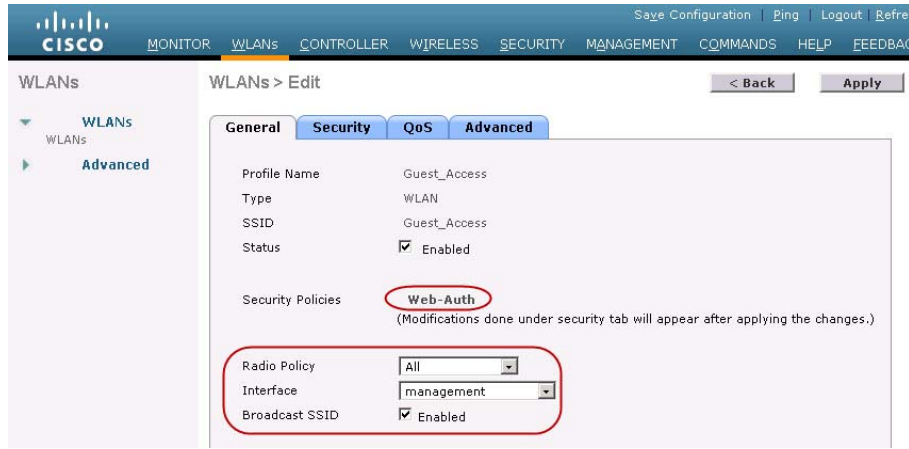 Save Configuration | Ping | Logout | Refre
CISCO MONITOR WLANs CONTROLLER WIRELESS SECURITY MANAGEMENT COMMANDS HELP FEEDBAC
WLANs
WLANs
WLANs
Advanced
WLANs > Edit
< Back
Apply
General Security QoS Advanced
Profile Name Guest_Access
Type WLAN
SSID Guest_Access
Status Enabled
Security Policies Web-Auth
(Modifications done under security tab will appear after applying the changes.)
Radio Policy All
Interface management
Broadcast SSID Enabled